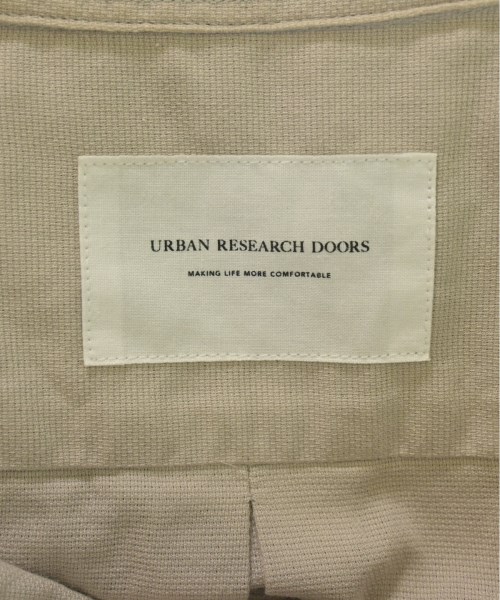 URBAN RESEARCH DOORS
MAKING LIFE MORE COMFORTABLE